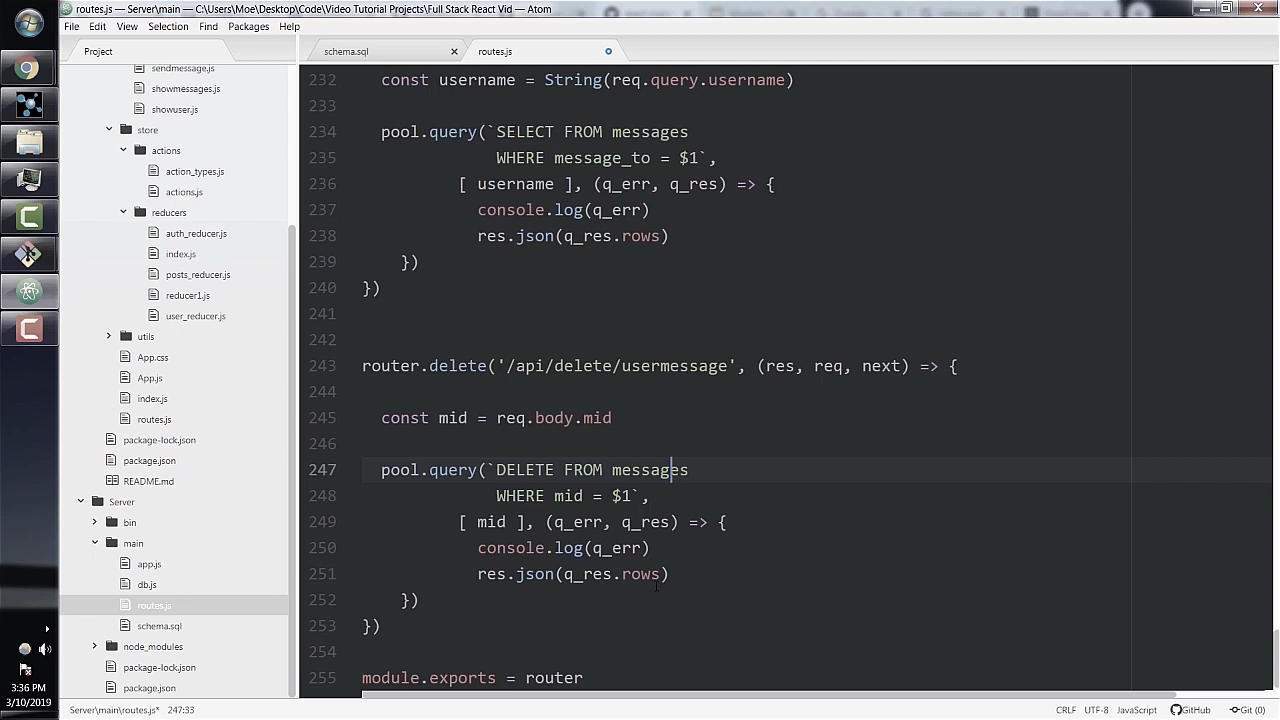 routes.js — Server\main — C:\Users\Moe\Desktop\Code\Video Tutorial Projects\Full Stack React Vid — Atom
File Edit View Selection Find Packages Help
Project
schema.sql
routes.js
sendmessage.js
showmessages.js
showuser.js
store
actions
action_types.js
actions.js
reducers
auth_reducer.js
index.js
posts_reducer.js
reducer1.js
user_reducer.js
utils
App.css
App.js
index.js
routes.js
package-lock.json
package.json
README.md
Server
bin
main
app.js
db.js
routes.js
schema.sql
node_modules
package-lock.json
package.json
232 const username = String(req.query.username)
233
234 pool.query(`SELECT FROM messages
235 WHERE message_to = $1`,
236 [ username ], (q_err, q_res) => {
237 console.log(q_err)
238 res.json(q_res.rows)
239 })
240 })
241
242
243 router.delete('/api/delete/usermessage', (res, req, next) => {
244
245 const mid = req.body.mid
246
247 pool.query(`DELETE FROM messages
248 WHERE mid = $1`,
249 [ mid ], (q_err, q_res) => {
250 console.log(q_err)
251 res.json(q_res.rows)
252 })
253 })
254
255 module.exports = router
3:36 PM
3/10/2019
Server\main\routes.js* 247:33
CRLF UTF-8 JavaScript GitHub Git (0)